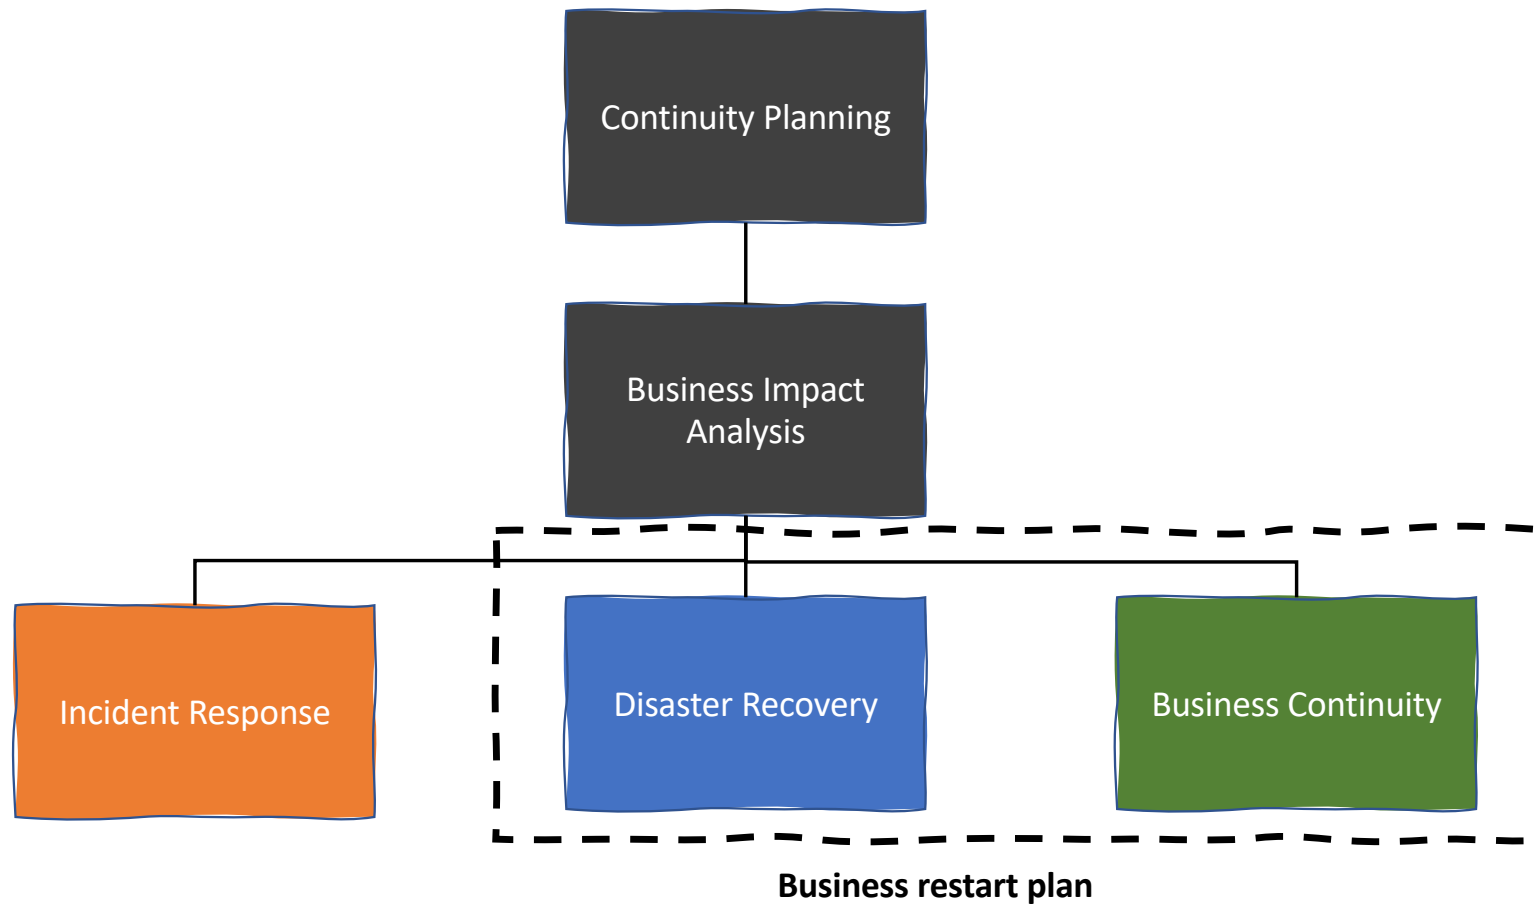 Continuity Planning
Business Impact
Analysis
Incident Response
Disaster Recovery
Business Continuity
Business restart plan